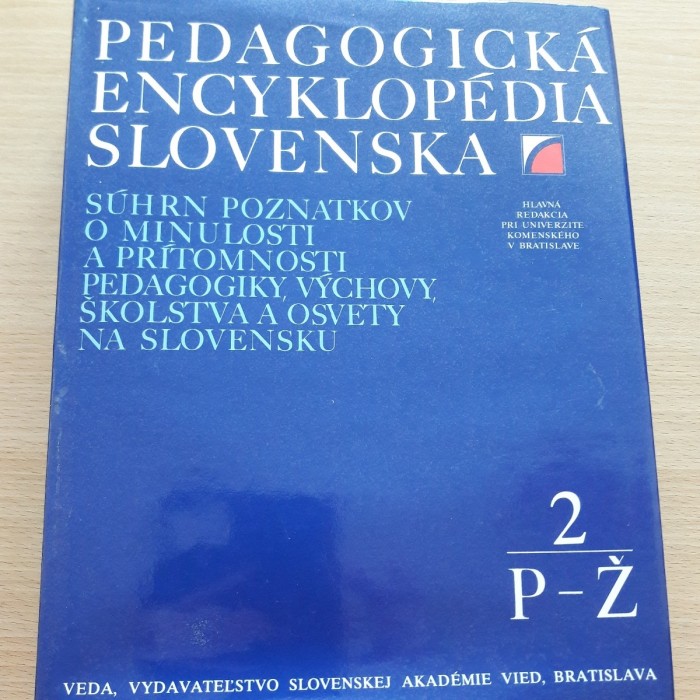 PEDAGOGICKÁ
ENCYKLOPÉDIA
SLOVENSKA
SÚHRN POZNATKOV
O MINULOSTI
A PRÍTOMNOSTI
PEDAGOGIKY, VÝCHOVY,
ŠKOLSTVA A OSVETY
NA SLOVENSKU
HLAVNÁ
REDAKCIA
PRI UNIVERZITE
KOMENSKÉHO
V BRATISLAVE
2
P–Ž
VEDA, VYDAVATEĽSTVO SLOVENSKEJ AKADÉMIE VIED, BRATISLAVA